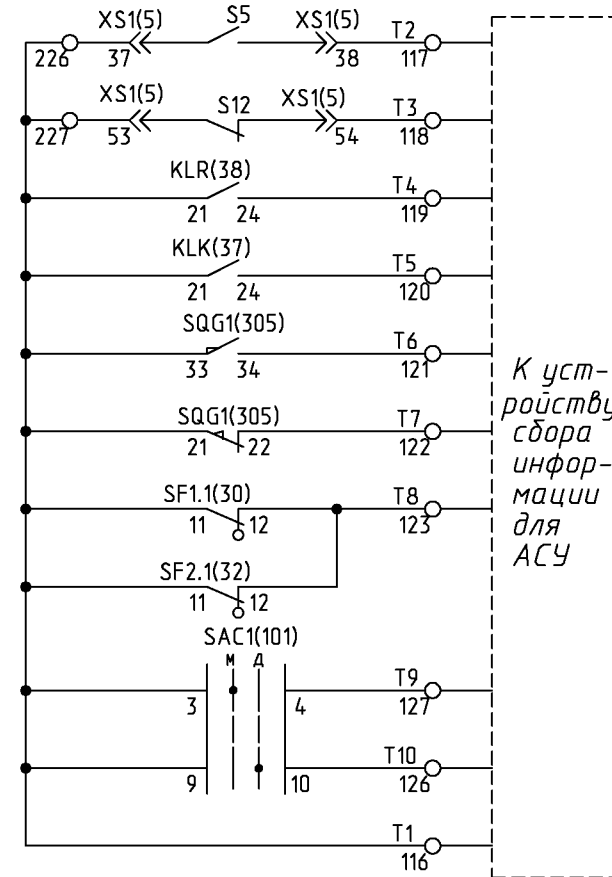 XS1(5) S5 XS1(5) T2
226 37 38 117
XS1(5) S12 XS1(5) T3
227 53 54 118
KLR(38) T4
21 24 119
KLK(37) T5
21 24 120
SQG1(305) T6
33 34 121
SQG1(305) T7
21 22 122
SF1.1(30) T8
11 12 123
SF2.1(32)
11 12
SAC1(101)
М Д
T9
3 4 127
T10
9 10 126
T1
116
К уст-
ройству
сбора
инфор-
мации
для
АСУ